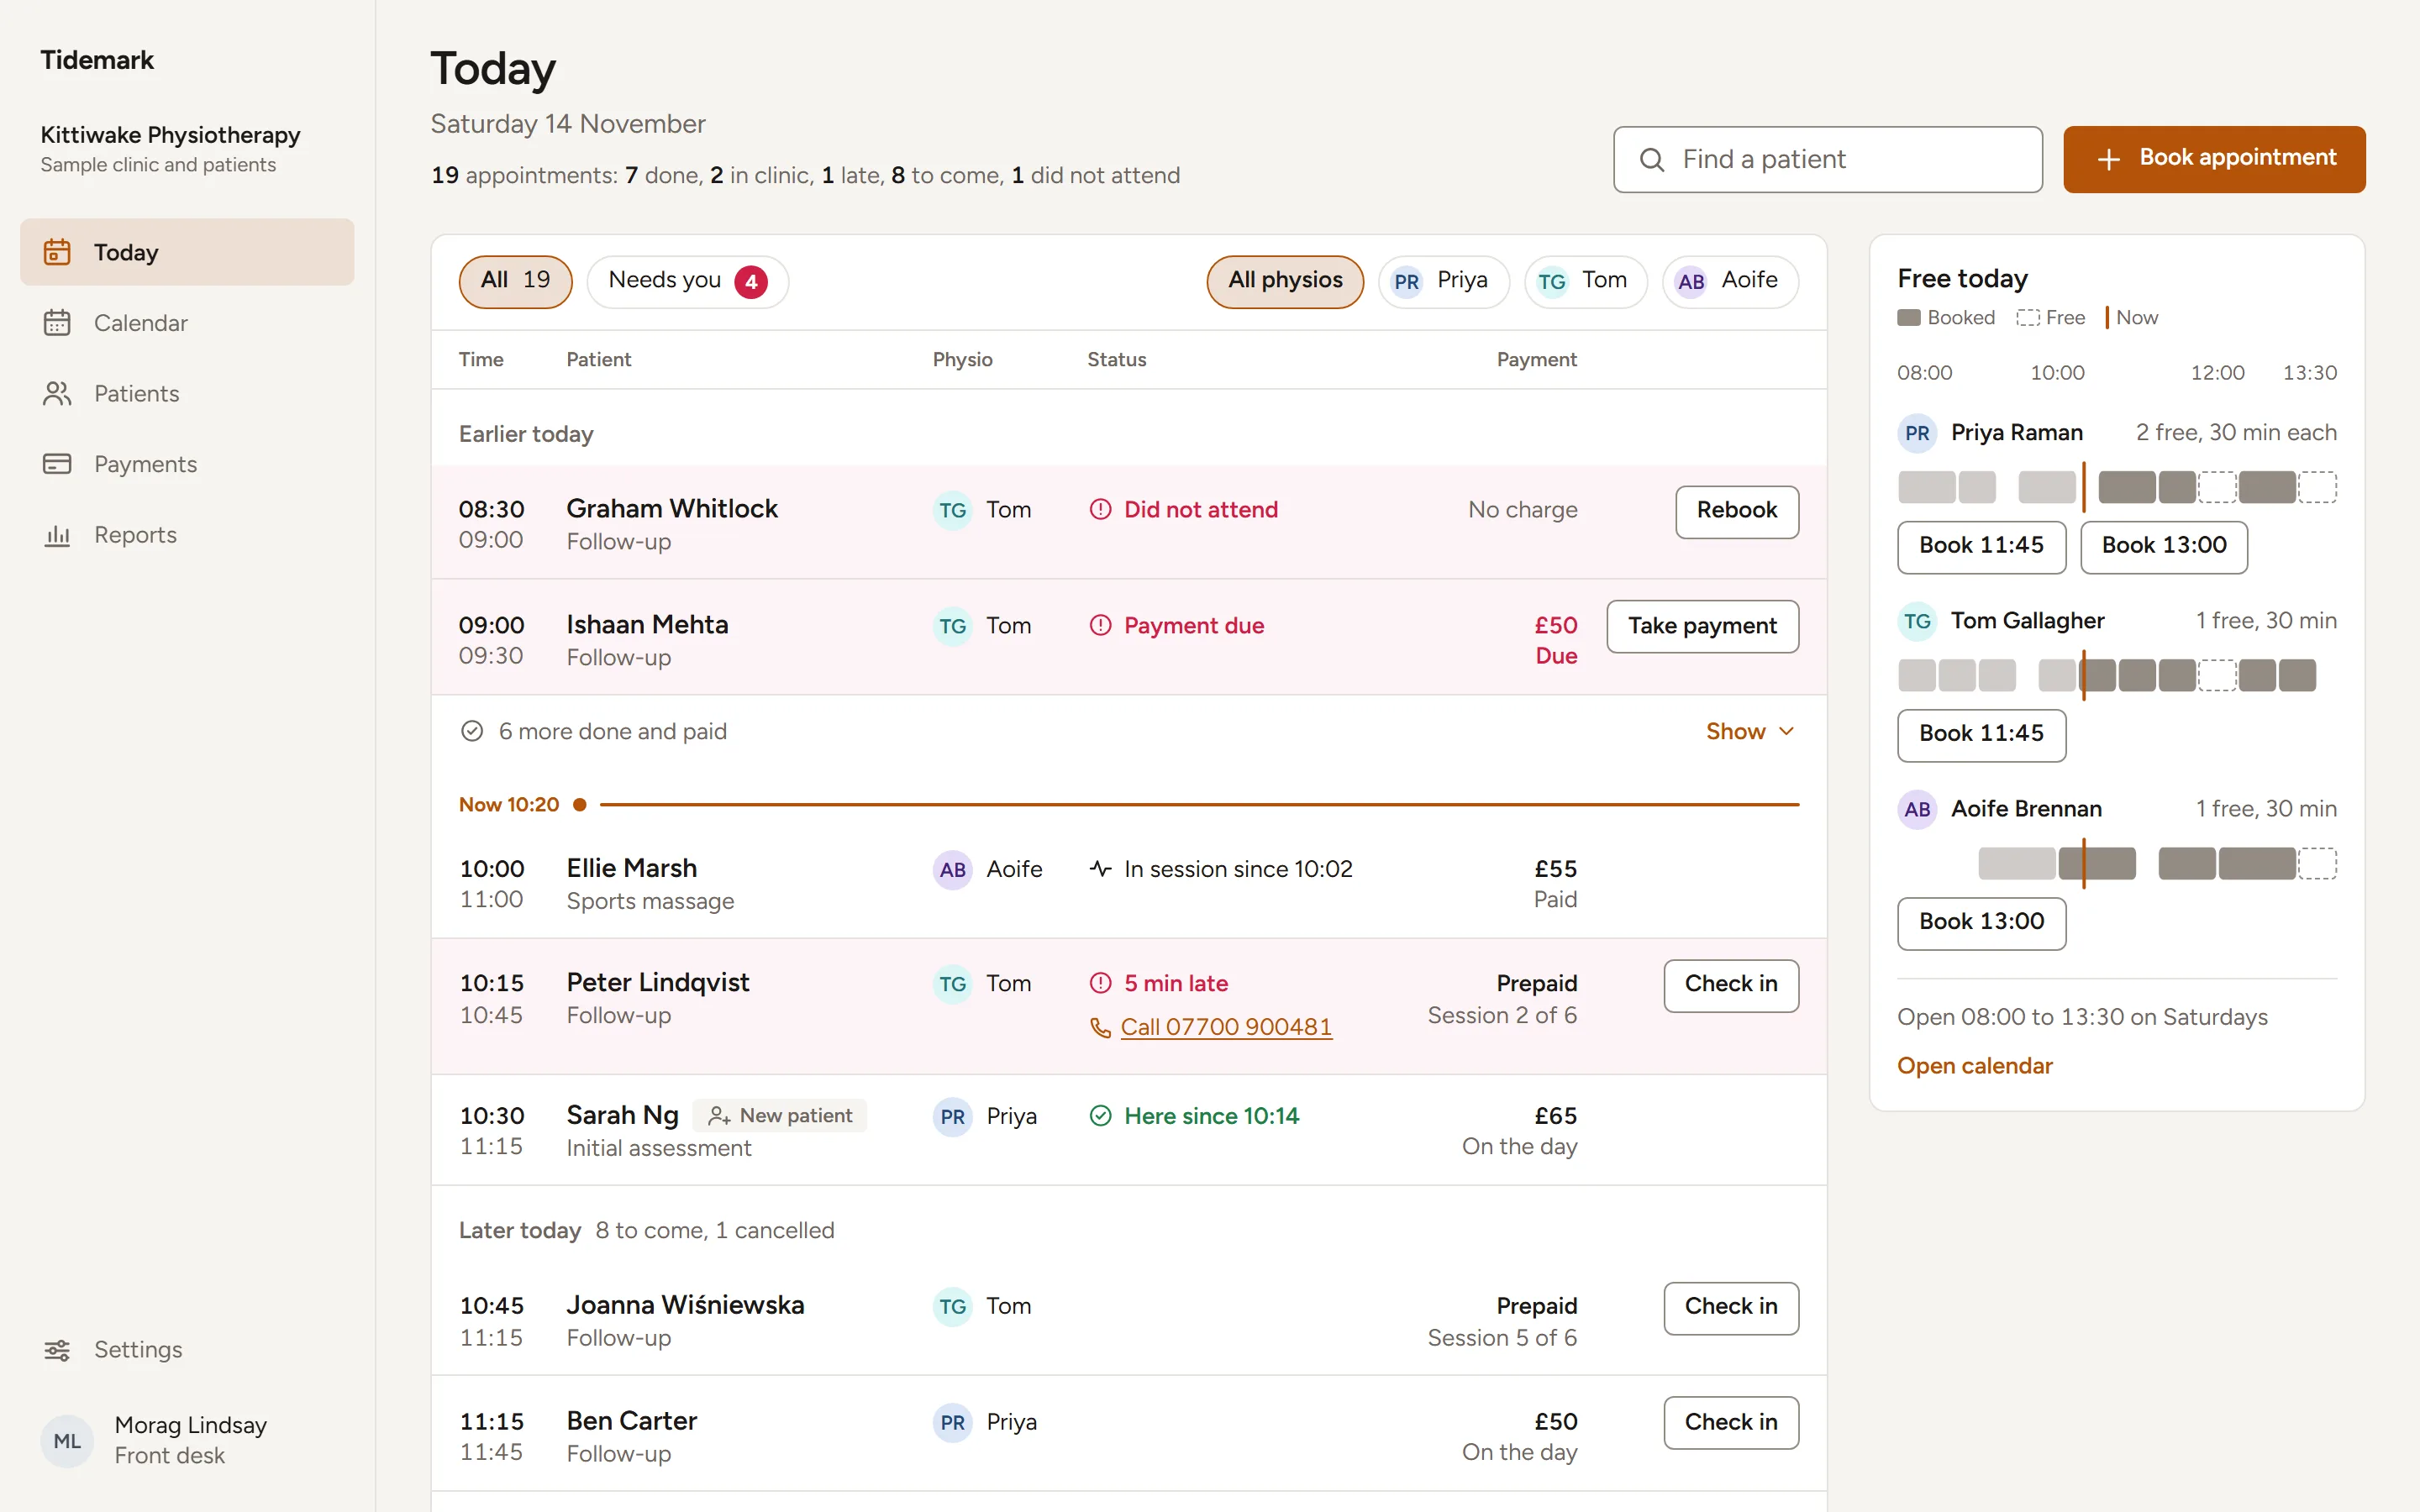 Tidemark
Kittiwake Physiotherapy
Sample clinic and patients
Today
Calendar
Patients
Payments
Reports
Settings
ML
Morag Lindsay
Front desk
Today
Saturday 14 November
19 appointments: 7 done, 2 in clinic, 1 late, 8 to come, 1 did not attend
Find a patient
Book appointment
All 19
Needs you 4
All physios
PR Priya
TG Tom
AB Aoife
Time Patient Physio Status Payment
Earlier today
08:30 Graham Whitlock TG Tom Did not attend No charge Rebook
09:00 Follow-up
09:00 Ishaan Mehta TG Tom Payment due £50 Take payment
09:30 Follow-up Due
6 more done and paid Show
Now 10:20
10:00 Ellie Marsh AB Aoife In session since 10:02 £55
11:00 Sports massage Paid
10:15 Peter Lindqvist TG Tom 5 min late Prepaid Check in
10:45 Follow-up Call 07700 900481 Session 2 of 6
10:30 Sarah Ng New patient PR Priya Here since 10:14 £65
11:15 Initial assessment On the day
Later today 8 to come, 1 cancelled
10:45 Joanna Wiśniewska TG Tom Prepaid Check in
11:15 Follow-up Session 5 of 6
11:15 Ben Carter PR Priya £50 Check in
11:45 Follow-up On the day
Free today
Booked Free Now
08:00 10:00 12:00 13:30
PR Priya Raman 2 free, 30 min each
Book 11:45 Book 13:00
TG Tom Gallagher 1 free, 30 min
Book 11:45
AB Aoife Brennan 1 free, 30 min
Book 13:00
Open 08:00 to 13:30 on Saturdays
Open calendar